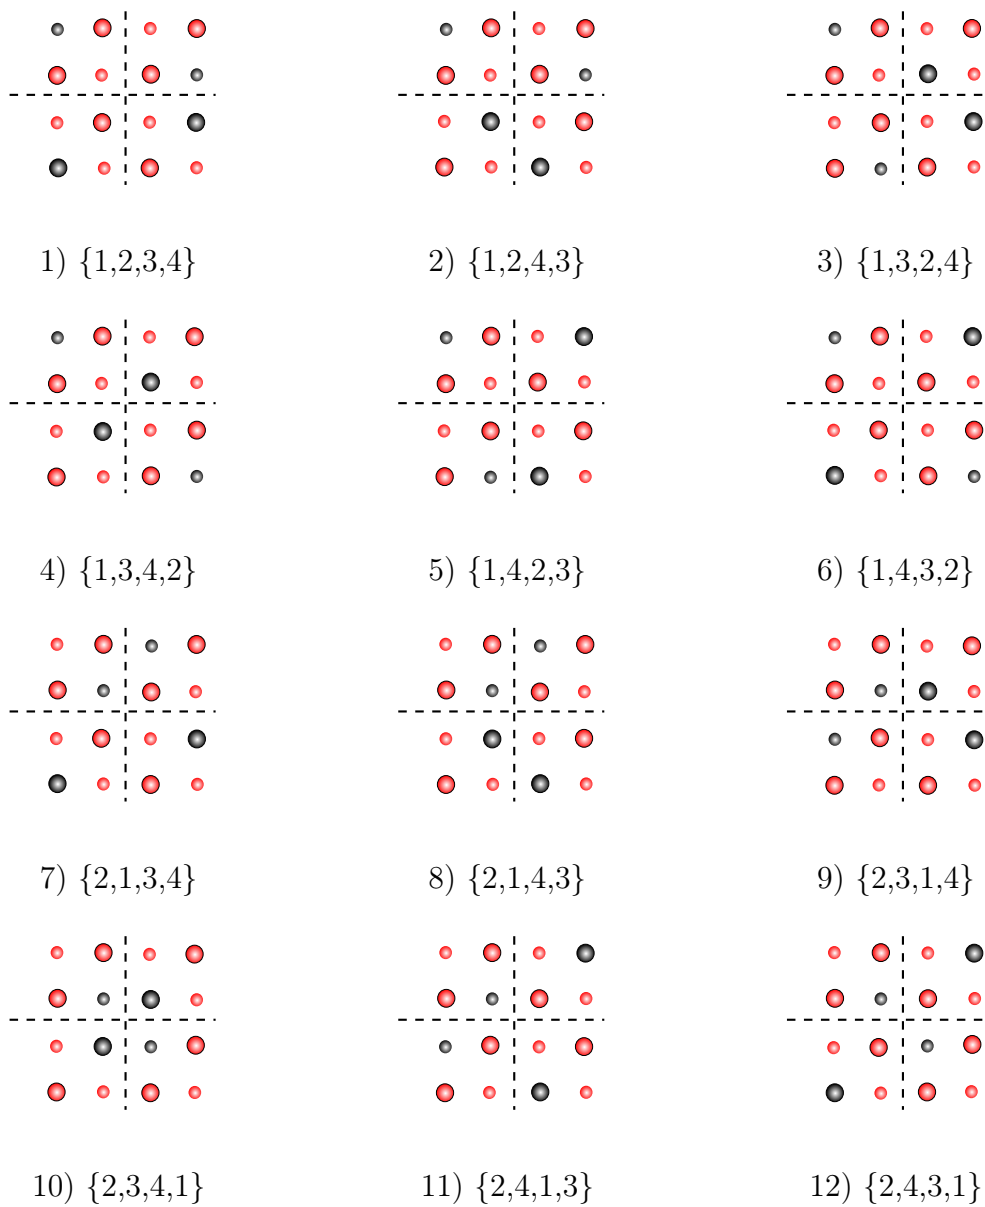 1) {1,2,3,4} 2) {1,2,4,3} 3) {1,3,2,4}
4) {1,3,4,2} 5) {1,4,2,3} 6) {1,4,3,2}
7) {2,1,3,4} 8) {2,1,4,3} 9) {2,3,1,4}
10) {2,3,4,1} 11) {2,4,1,3} 12) {2,4,3,1}